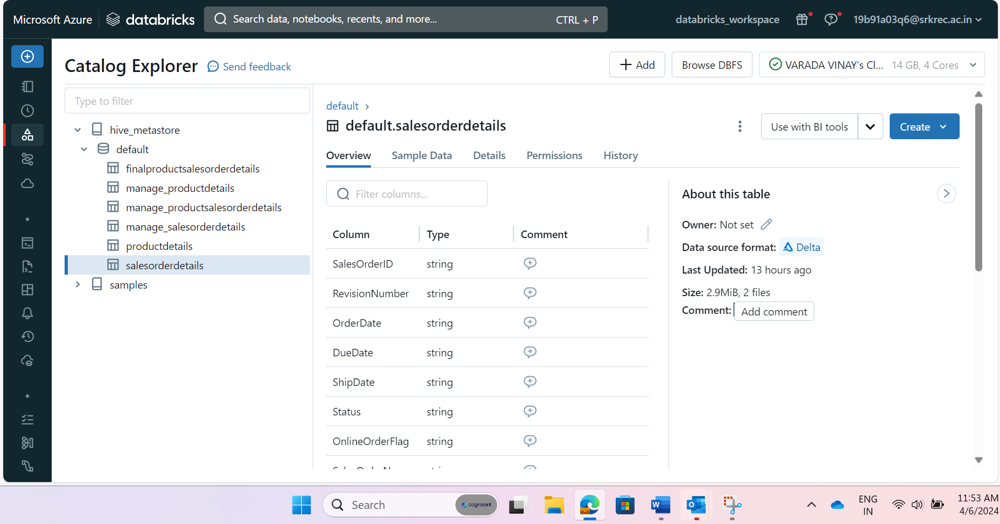 Microsoft Azure databricks Search data, notebooks, recents, and more... CTRL + P databricks_workspace 19b91a03q6@srkrec.ac.in
Catalog Explorer Send feedback Add Browse DBFS VARADA VINAY's Cl... 14 GB, 4 Cores
Type to filter
hive_metastore
default
finalproductsalesorderdetails
manage_productdetails
manage_productsalesorderdetails
manage_salesorderdetails
productdetails
salesorderdetails
samples
default >
default.salesorderdetails Use with BI tools Create
Overview Sample Data Details Permissions History
Filter columns...
Column Type Comment
SalesOrderID string
RevisionNumber string
OrderDate string
DueDate string
ShipDate string
Status string
OnlineOrderFlag string
About this table
Owner: Not set
Data source format: Delta
Last Updated: 13 hours ago
Size: 2.9MiB, 2 files
Comment: Add comment
Search cognizant ENG 11:53 AM
IN 4/6/2024